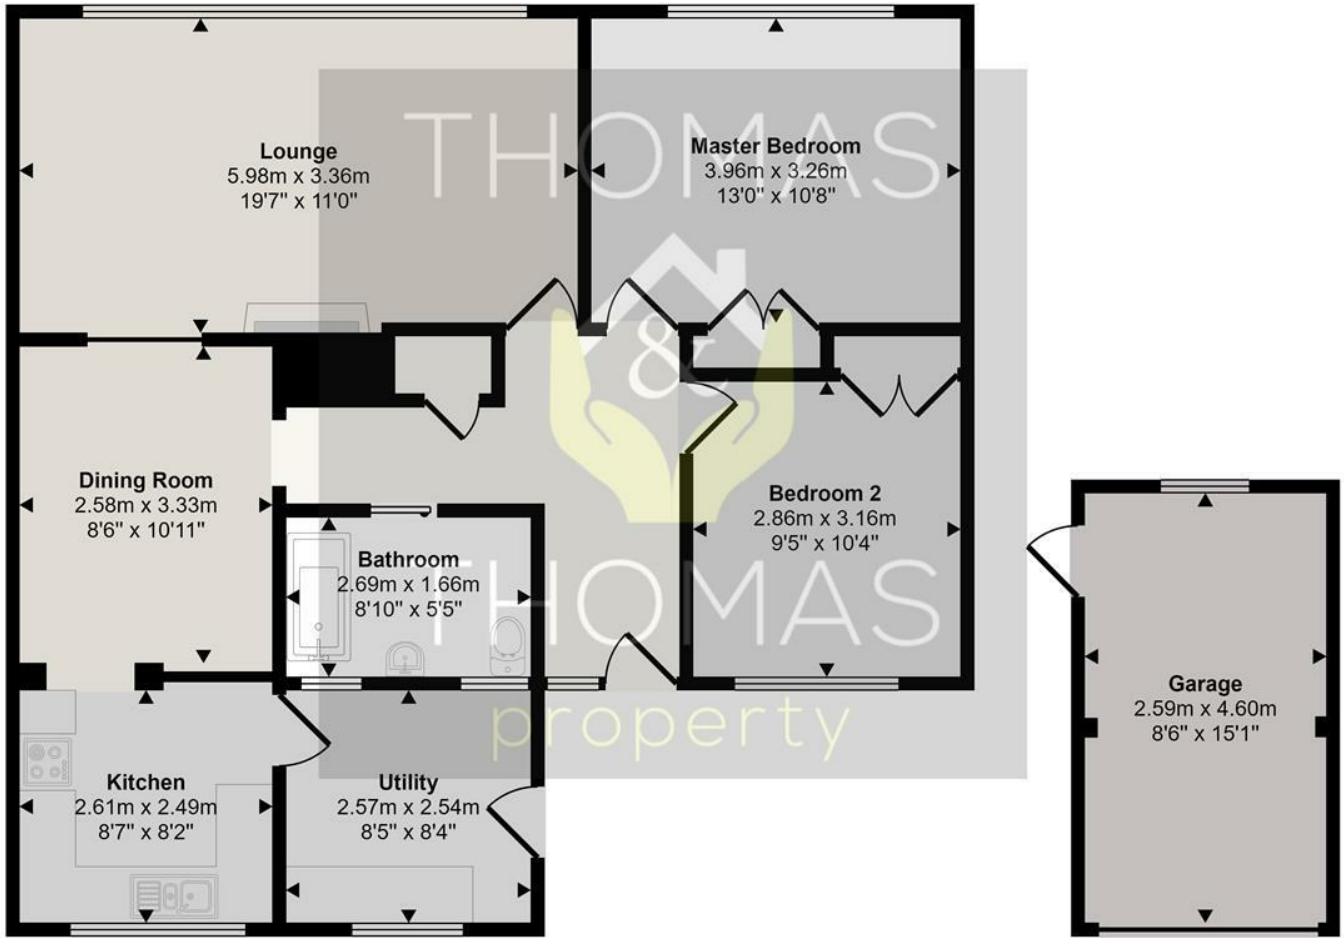 THOMAS
&
THOMAS
property
Lounge
5.98m x 3.36m
19'7" x 11'0"
Master Bedroom
3.96m x 3.26m
13'0" x 10'8"
Dining Room
2.58m x 3.33m
8'6" x 10'11"
Bathroom
2.69m x 1.66m
8'10" x 5'5"
Bedroom 2
2.86m x 3.16m
9'5" x 10'4"
Kitchen
2.61m x 2.49m
8'7" x 8'2"
Utility
2.57m x 2.54m
8'5" x 8'4"
Garage
2.59m x 4.60m
8'6" x 15'1"